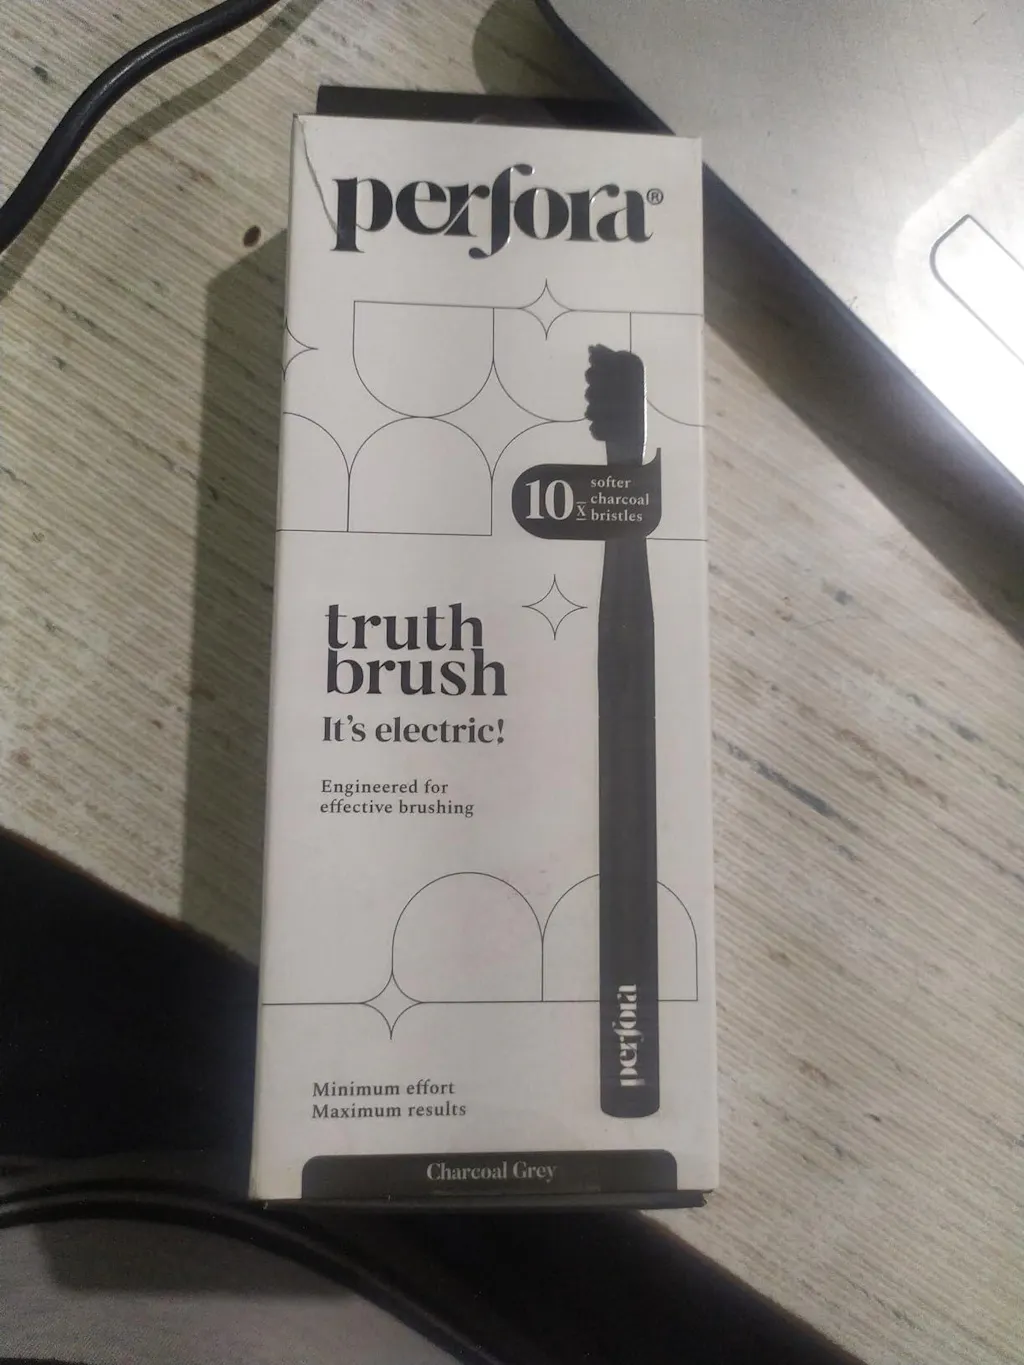 perfora®
10x
softer
charcoal
bristles
truth
brush
It's electric!
Engineered for
effective brushing
perfora
Minimum effort
Maximum results
Charcoal Grey